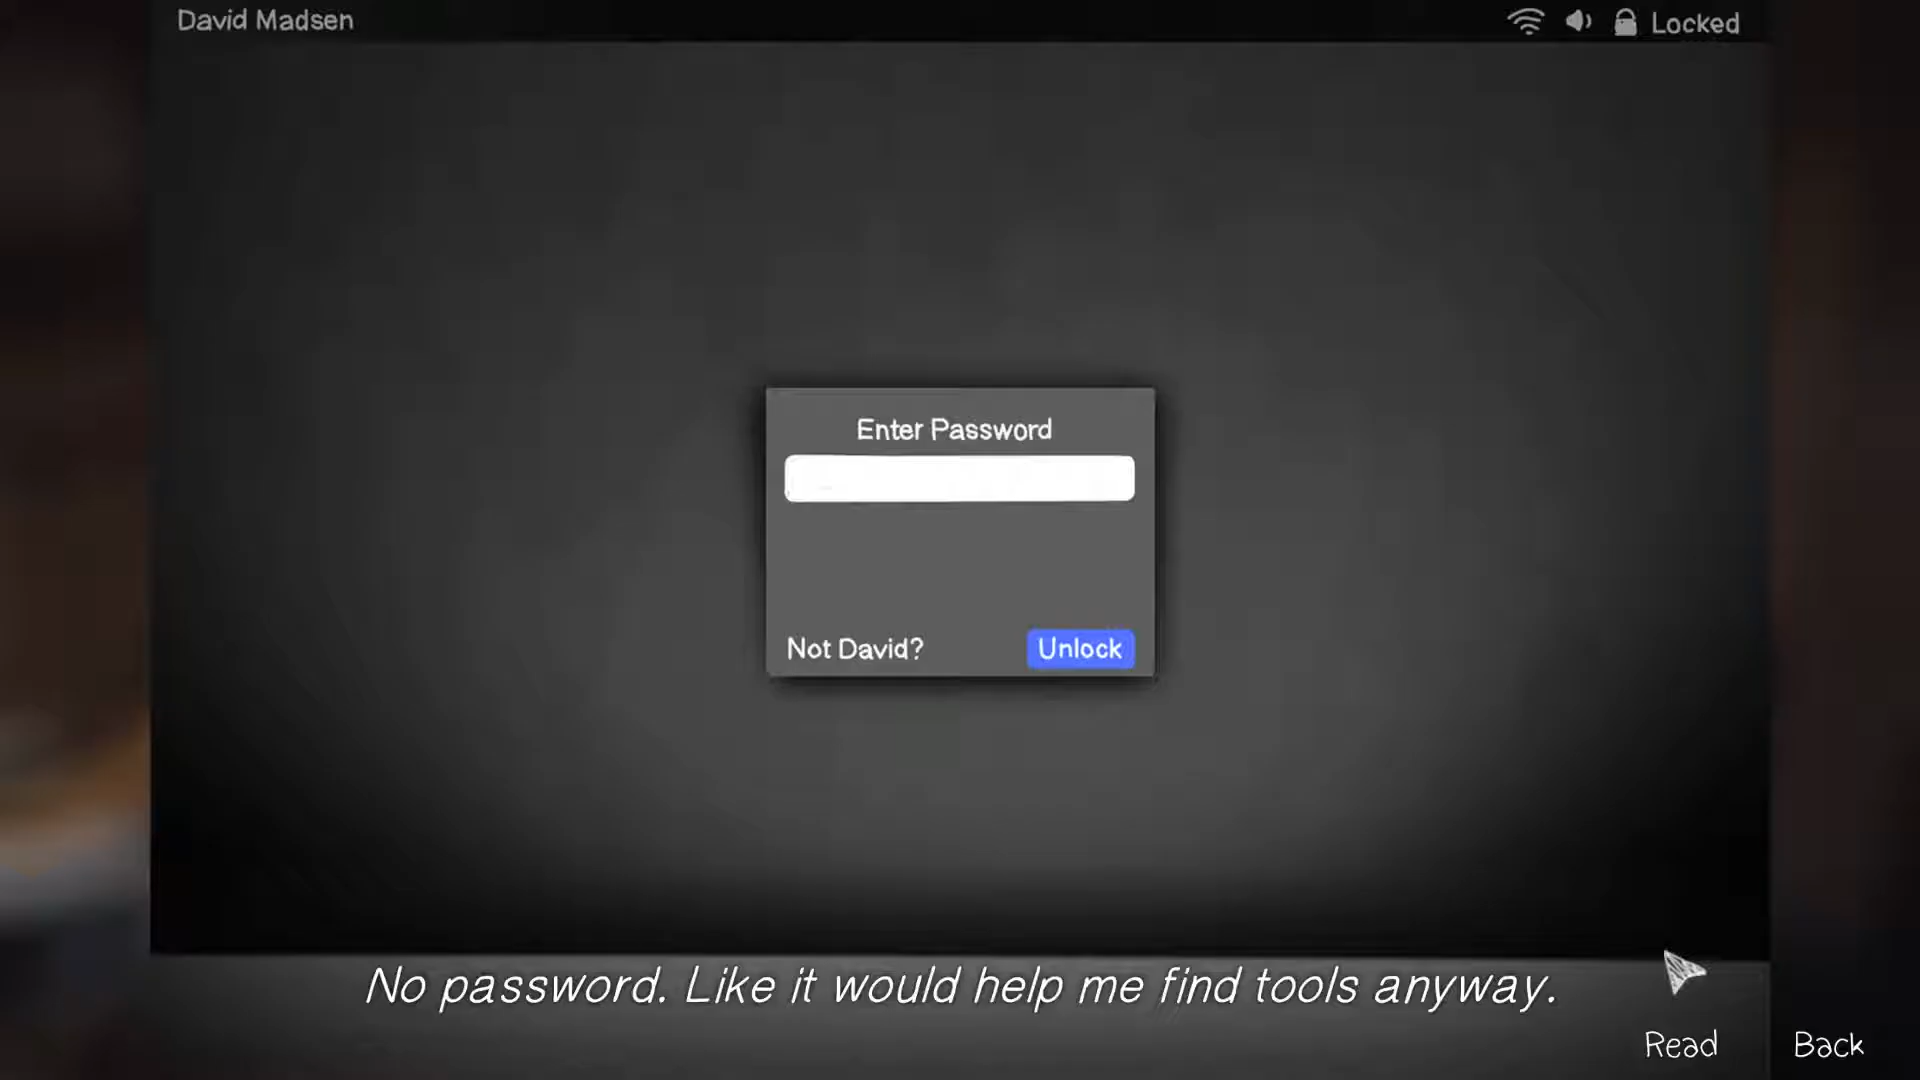 David Madsen
Locked
Enter Password
Not David?
Unlock
No password. Like it would help me find tools anyway.
Read
Back